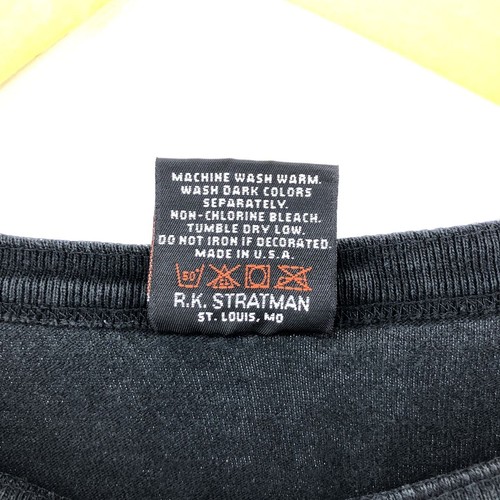 MACHINE WASH WARM.
WASH DARK COLORS
SEPARATELY.
NON-CHLORINE BLEACH.
TUMBLE DRY LOW.
DO NOT IRON IF DECORATED.
MADE IN U.S.A.
50° CL
R.K. STRATMAN
ST. LOUIS, MO